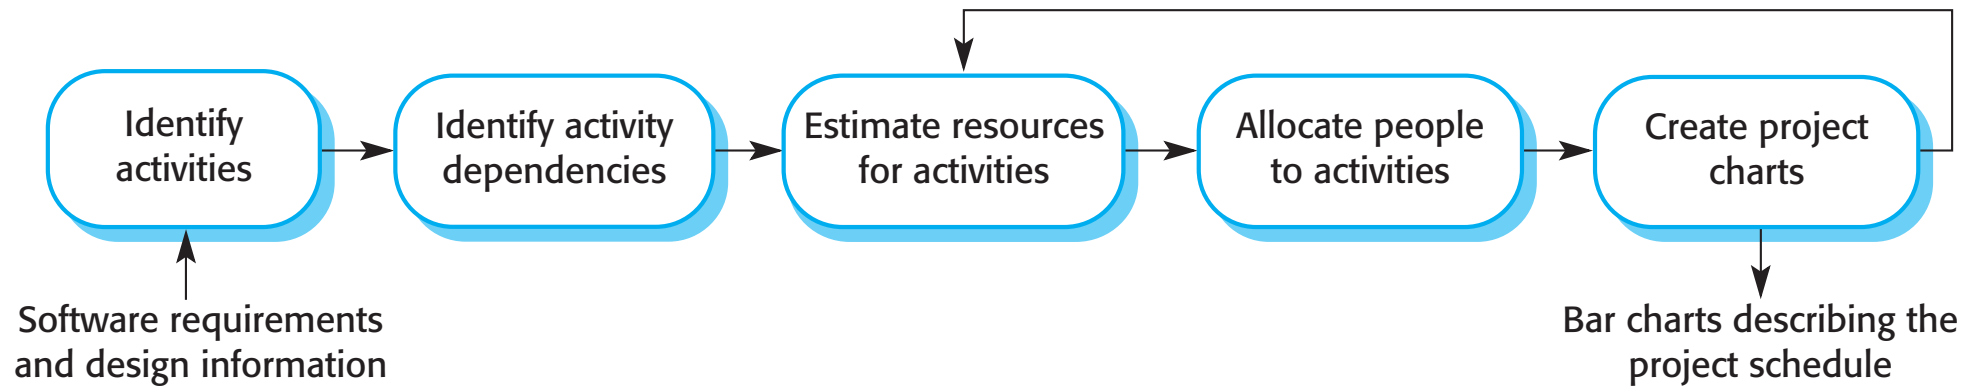 Identify
activities
Identify activity
dependencies
Estimate resources
for activities
Allocate people
to activities
Create project
charts
Software requirements
and design information
Bar charts describing the
project schedule